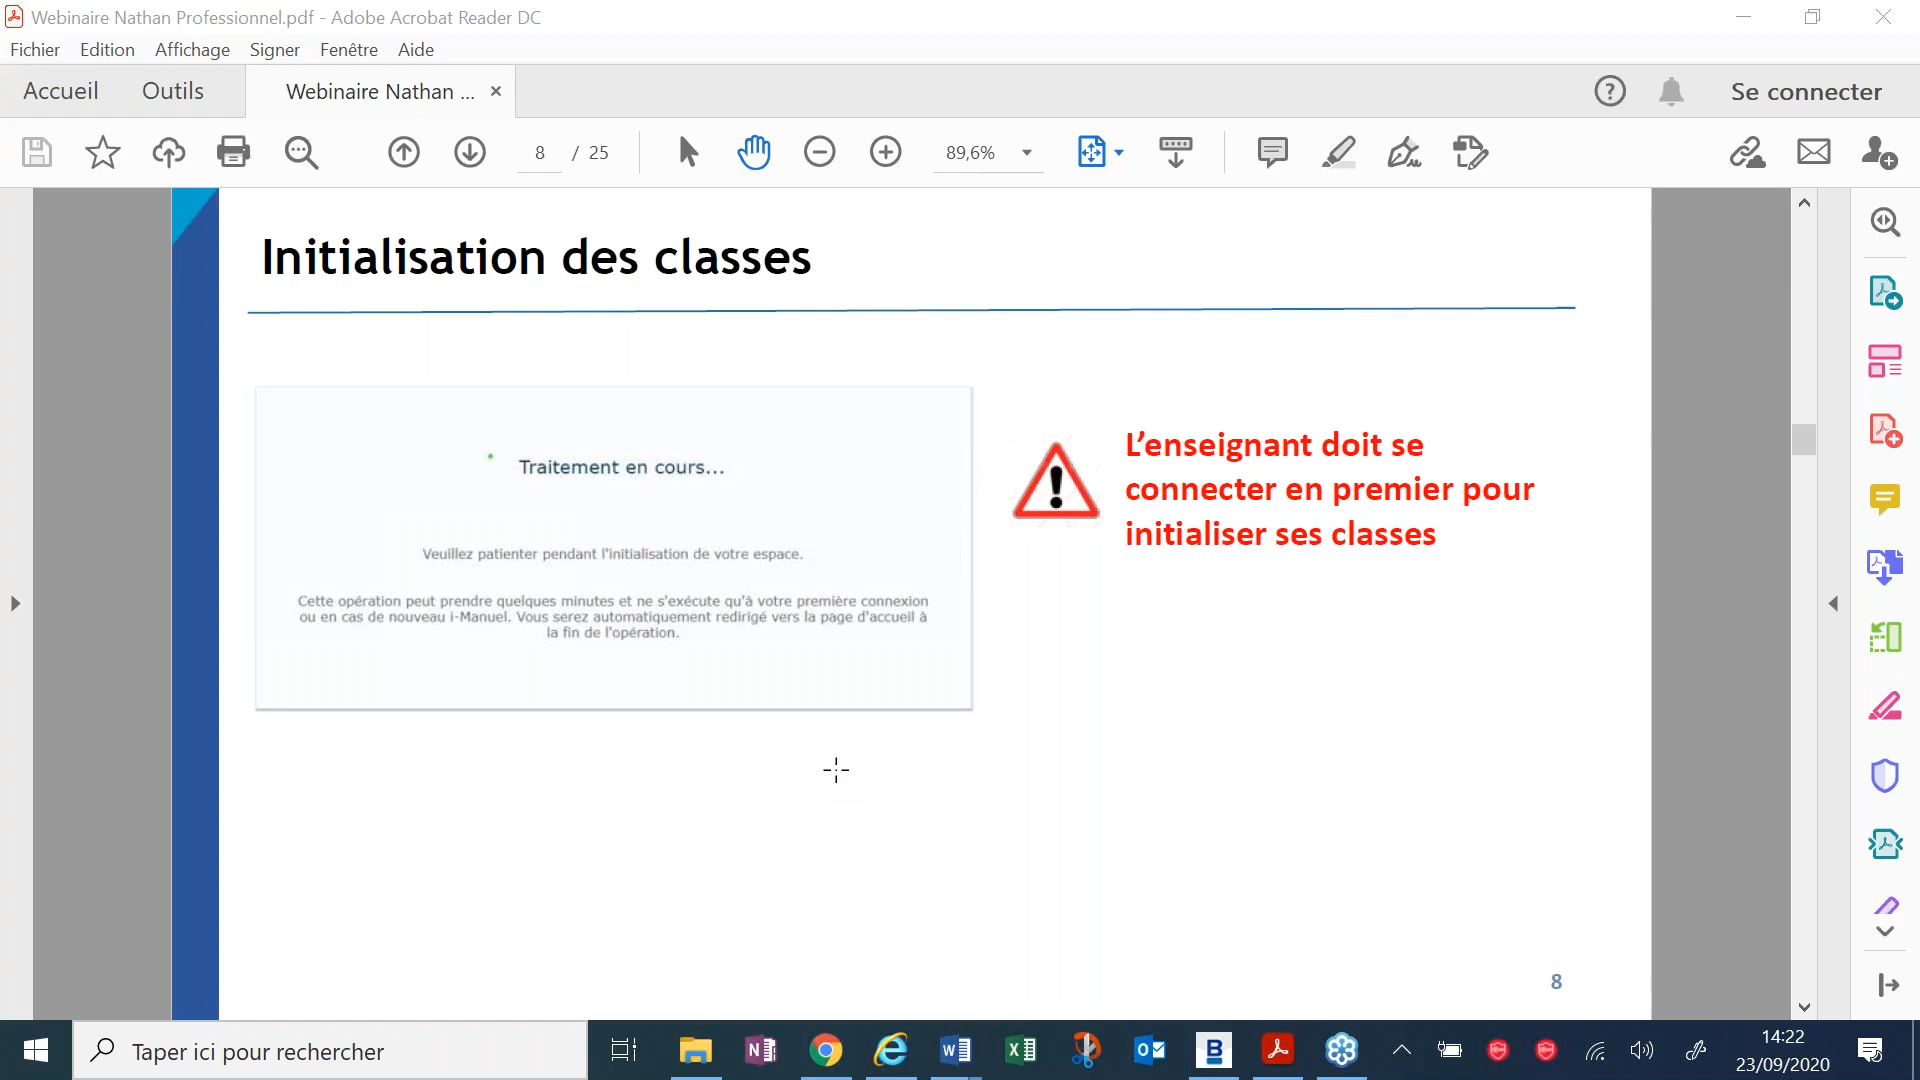 Webinaire Nathan Professionnel.pdf - Adobe Acrobat Reader DC
Fichier Edition Affichage Signer Fenêtre Aide
Accueil Outils Webinaire Nathan ... × Se connecter
8 / 25 89,6%
Initialisation des classes
Traitement en cours...
Veuillez patienter pendant l'initialisation de votre espace.
Cette opération peut prendre quelques minutes et ne s'exécute qu'à votre première connexion
ou en cas de nouveau i-Manuel. Vous serez automatiquement redirigé vers la page d'accueil à
la fin de l'opération.
L’enseignant doit se
connecter en premier pour
initialiser ses classes
8
Taper ici pour rechercher
14:22
23/09/2020